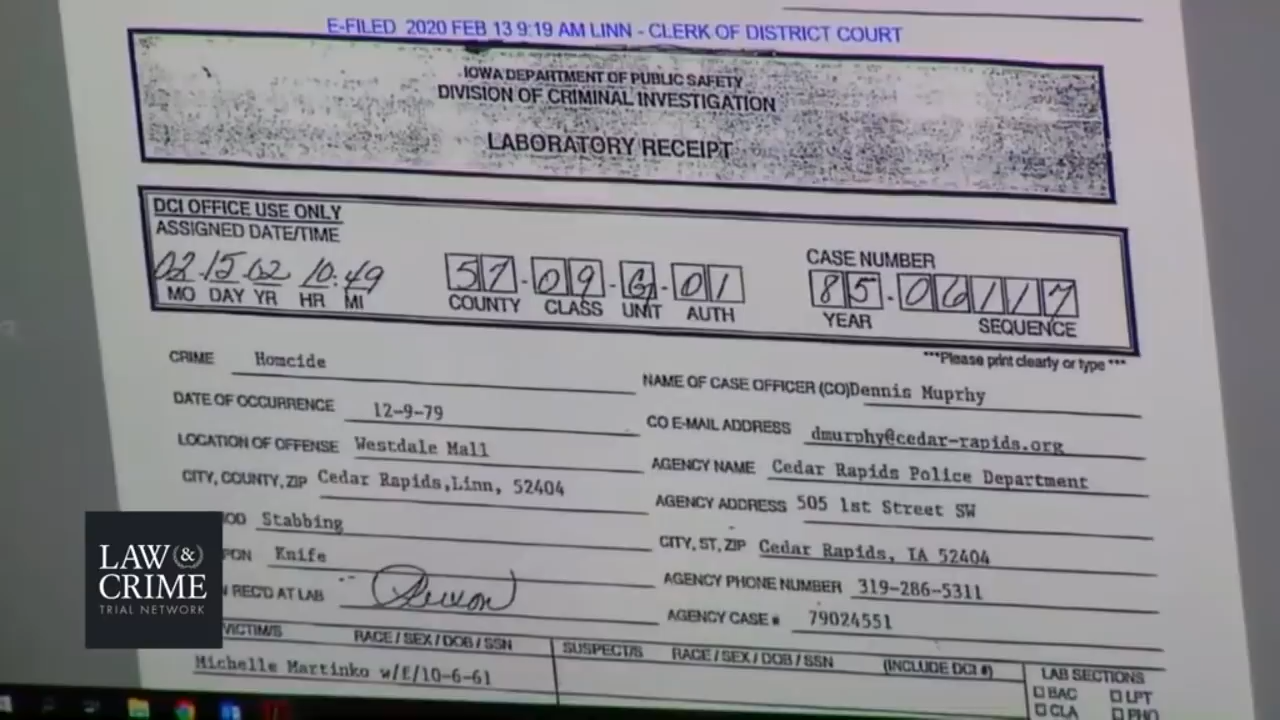 E-FILED 2020 FEB 13 9:19 AM LINN - CLERK OF DISTRICT COURT
IOWA DEPARTMENT OF PUBLIC SAFETY
DIVISION OF CRIMINAL INVESTIGATION
LABORATORY RECEIPT
DCI OFFICE USE ONLY
ASSIGNED DATE/TIME
02 15 02 10:49
MO DAY YR HR MI
57-09-G-01
COUNTY CLASS UNIT AUTH
CASE NUMBER
85-06117
YEAR SEQUENCE
***Please print clearly or type***
CRIME Homcide
DATE OF OCCURRENCE 12-9-79
LOCATION OF OFFENSE Westdale Mall
CITY, COUNTY, ZIP Cedar Rapids,Linn, 52404
OD Stabbing
PON Knife
REC'D AT LAB
NAME OF CASE OFFICER (CO) Dennis Muprhy
CO E-MAIL ADDRESS dmurphy@cedar-rapids.org
AGENCY NAME Cedar Rapids Police Department
AGENCY ADDRESS 505 1st Street SW
CITY, ST, ZIP Cedar Rapids, IA 52404
AGENCY PHONE NUMBER 319-286-5311
AGENCY CASE # 79024551
VICTIM/S RACE / SEX / DOB / SSN
Michelle Martinko w/F/10-6-61
SUSPECT/S RACE / SEX / DOB / SSN (INCLUDE DCI #)
LAB SECTIONS
BAC LPT
CLA PHO
LAW & CRIME
TRIAL NETWORK